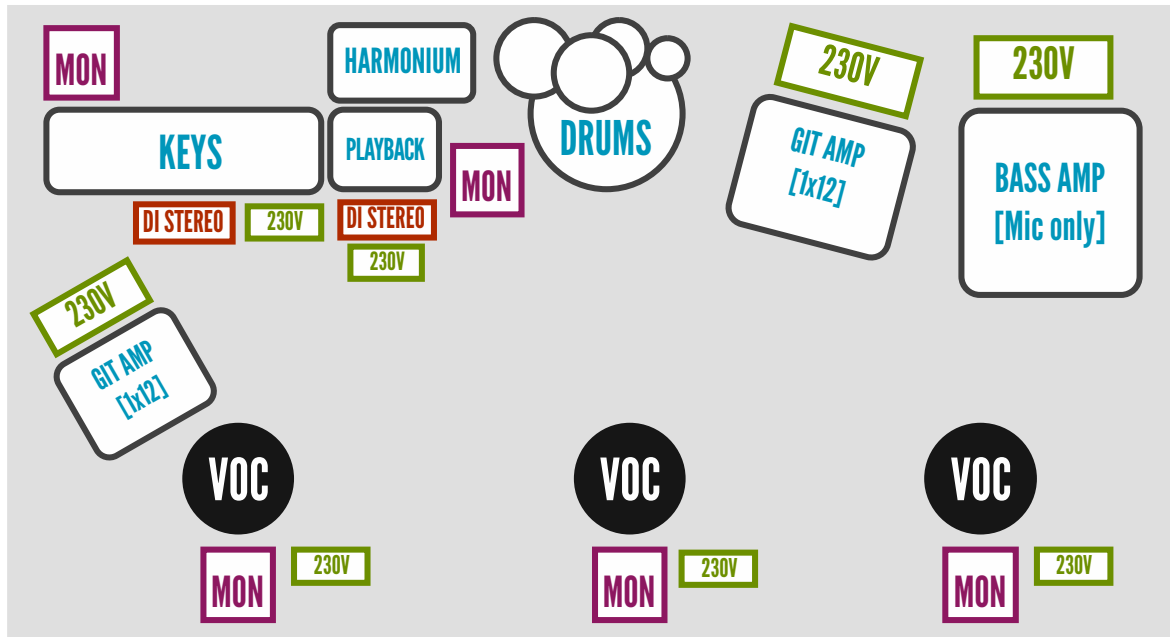 MON
HARMONIUM
230V
230V
KEYS
PLAYBACK
MON
DRUMS
GIT AMP
[1x12]
BASS AMP
[Mic only]
DI STEREO
230V
DI STEREO
230V
230V
GIT AMP
[1x12]
VOC
VOC
VOC
MON
230V
MON
230V
MON
230V